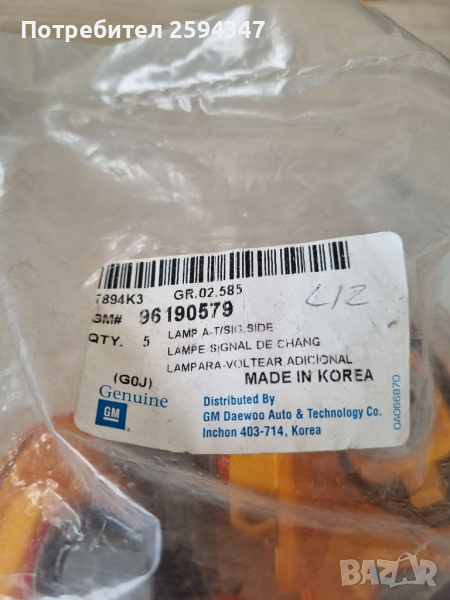 Потребител 2594347
7894K3 GR.02.585
GM# 96190579
QTY. 5 LAMP A-T/SIG,SIDE
LAMPE SIGNAL DE CHANG
LAMPARA-VOLTEAR,ADICIONAL
(G0J) MADE IN KOREA
Genuine
GM
Distributed By
GM Daewoo Auto & Technology Co.
Inchon 403-714, Korea
OA066870
BAZAR